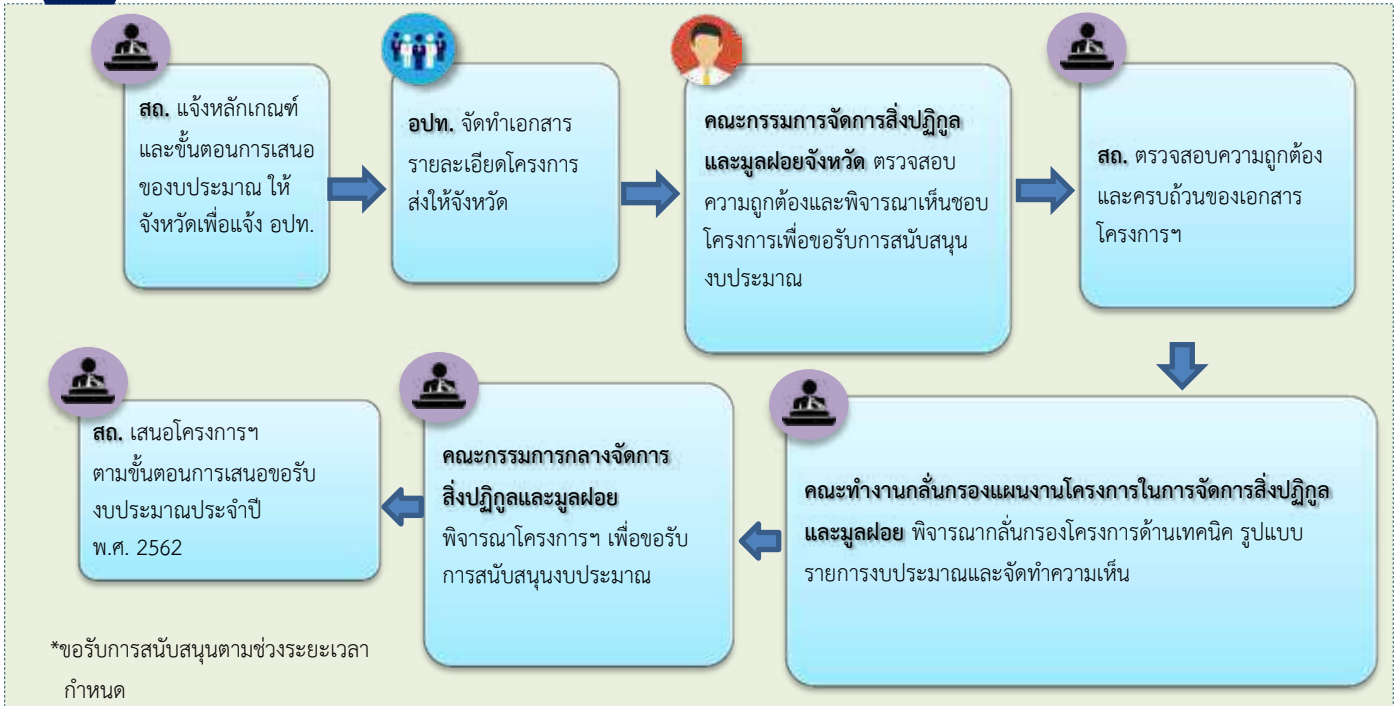 สถ. แจ้งหลักเกณฑ์
และขั้นตอนการเสนอ
ของบประมาณ ให้
จังหวัดเพื่อแจ้ง อปท.
อปท. จัดทำเอกสาร
รายละเอียดโครงการ
ส่งให้จังหวัด
คณะกรรมการจัดการสิ่งปฏิกูล
และมูลฝอยจังหวัด ตรวจสอบ
ความถูกต้องและพิจารณาเห็นชอบ
โครงการเพื่อขอรับการสนับสนุน
งบประมาณ
สถ. ตรวจสอบความถูกต้อง
และครบถ้วนของเอกสาร
โครงการฯ
คณะทำงานกลั่นกรองแผนงานโครงการในการจัดการสิ่งปฏิกูล
และมูลฝอย พิจารณากลั่นกรองโครงการด้านเทคนิค รูปแบบ
รายการงบประมาณและจัดทำความเห็น
คณะกรรมการกลางจัดการ
สิ่งปฏิกูลและมูลฝอย
พิจารณาโครงการฯ เพื่อขอรับ
การสนับสนุนงบประมาณ
สถ. เสนอโครงการฯ
ตามขั้นตอนการเสนอขอรับ
งบประมาณประจำปี
พ.ศ. 2562
*ขอรับการสนับสนุนตามช่วงระยะเวลา
กำหนด